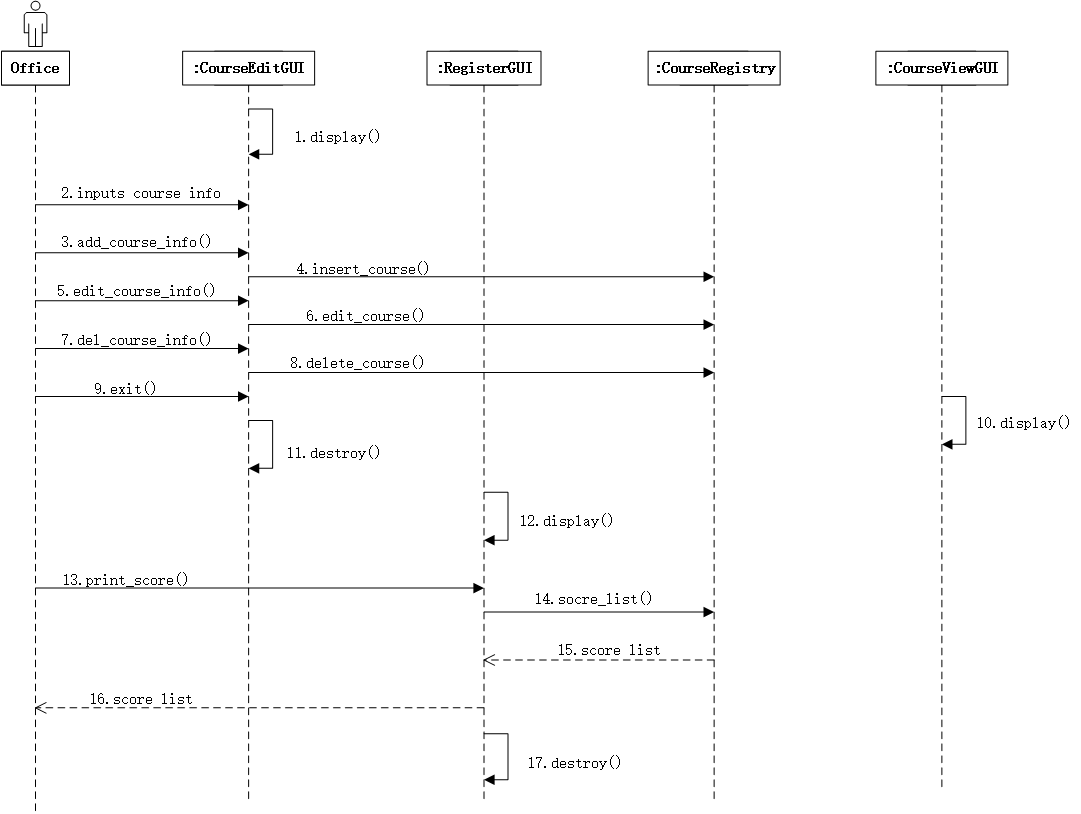 Office
:CourseEditGUI
:RegisterGUI
:CourseRegistry
:CourseViewGUI
1.display()
2.inputs course info
3.add_course_info()
4.insert_course()
5.edit_course_info()
6.edit_course()
7.del_course_info()
8.delete_course()
9.exit()
10.display()
11.destroy()
12.display()
13.print_score()
14.socre_list()
15.score list
16.score list
17.destroy()